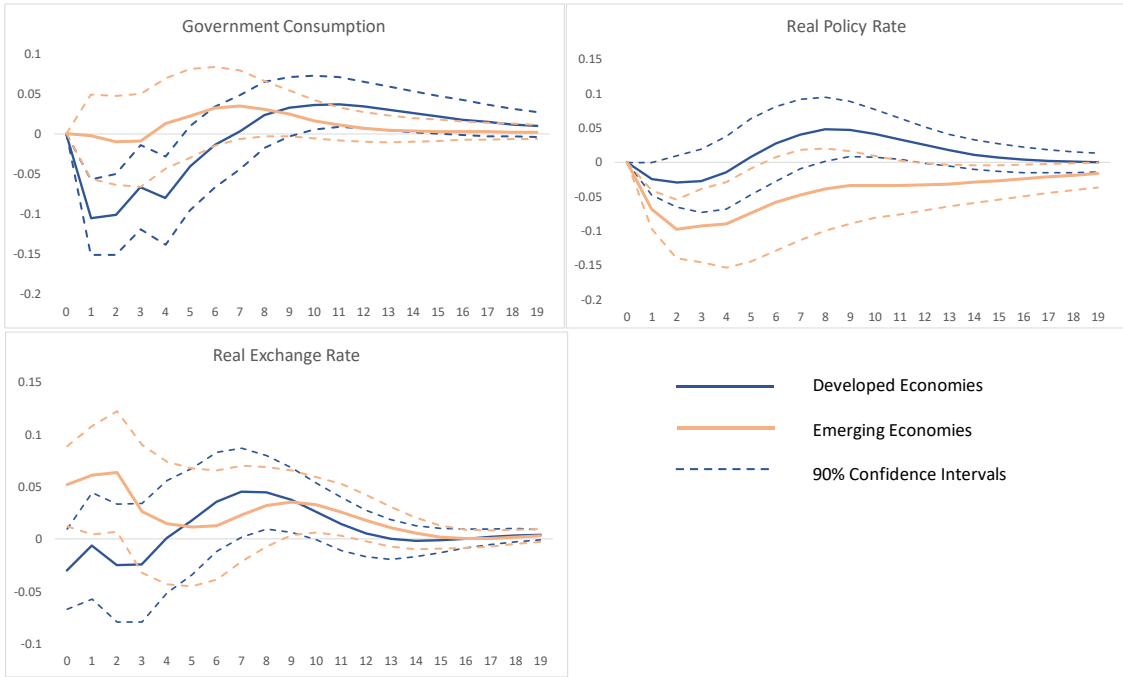 Government Consumption
0.1
0.05
0
-0.05
-0.1
-0.15
-0.2
0 1 2 3 4 5 6 7 8 9 10 11 12 13 14 15 16 17 18 19
Real Policy Rate
0.15
0.1
0.05
0
-0.05
-0.1
-0.15
-0.2
0 1 2 3 4 5 6 7 8 9 10 11 12 13 14 15 16 17 18 19
Real Exchange Rate
0.15
0.1
0.05
0
-0.05
-0.1
0 1 2 3 4 5 6 7 8 9 10 11 12 13 14 15 16 17 18 19
Developed Economies
Emerging Economies
90% Confidence Intervals